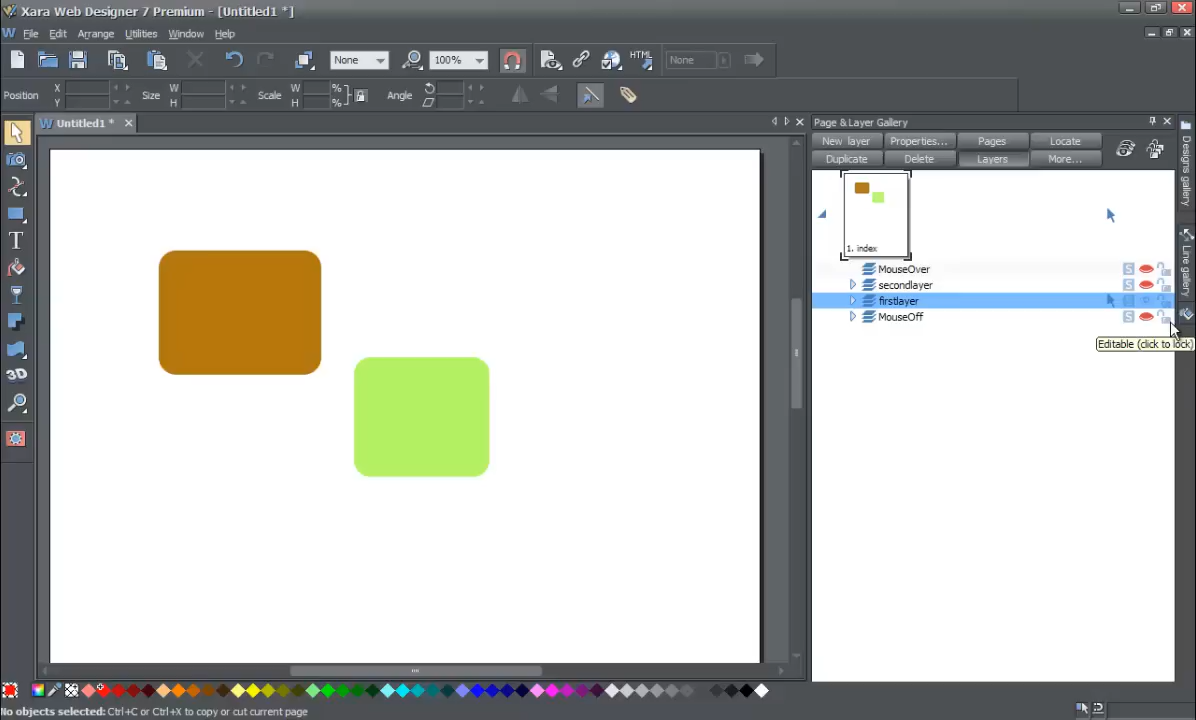 Xara Web Designer 7 Premium - [Untitled1 *]
File Edit Arrange Utilities Window Help
None 100% HTML None
Position X Y Size W H Scale W H % % Angle
Untitled1 *
Page & Layer Gallery
New layer Properties... Pages Locate
Duplicate Delete Layers More...
1. index
MouseOver S
secondlayer S
firstlayer S
MouseOff S
Editable (click to lock)
T
3D
Designs gallery
Line gallery
No objects selected: Ctrl+C or Ctrl+X to copy or cut current page